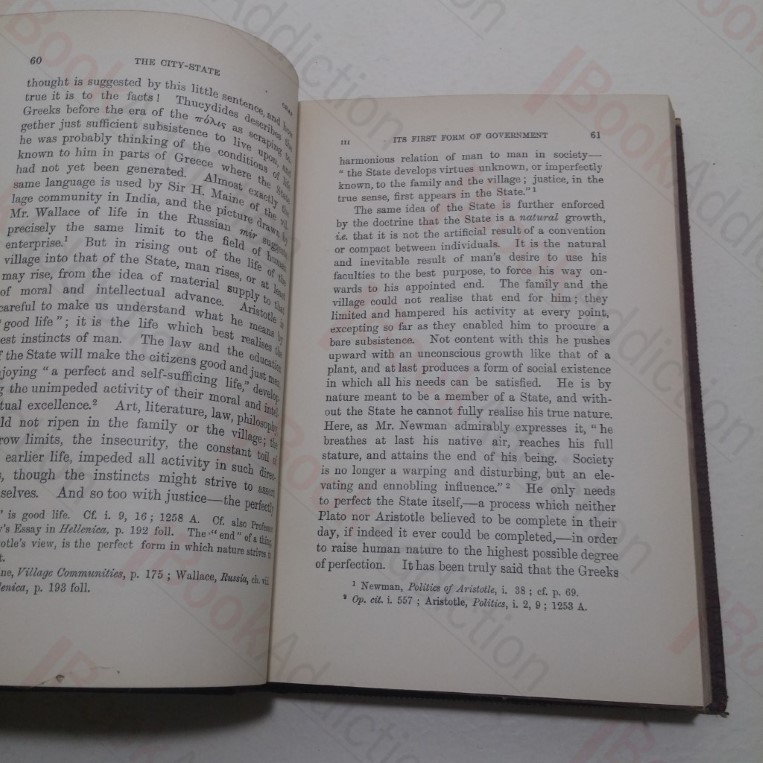 60
THE CITY-STATE
CHAP.
thought is suggested by this little sentence, and how
true it is to the facts! Thucydides describes the
Greeks before the era of the πόλις as scraping to-
gether just sufficient subsistence to live upon, and
he was probably thinking of the conditions of life
known to him in parts of Greece where the State
had not yet been generated. Almost exactly the
same language is used by Sir H. Maine of the vil-
lage community in India, and the picture drawn by
Mr. Wallace of life in the Russian mir suggests
precisely the same limit to the field of human
enterprise.¹ But in rising out of the life of the
village into that of the State, man rises, or at least
may rise, from the idea of material supply to that
of moral and intellectual advance. Aristotle is
careful to make us understand what he means by
"good life"; it is the life which best realises the
est instincts of man. The law and the education
f the State will make the citizens good and just men,
joying "a perfect and self-sufficing life," develop-
g the unimpeded activity of their moral and intel-
tual excellence.² Art, literature, law, philosophy
ld not ripen in the family or the village; the
row limits, the insecurity, the constant toil of
earlier life, impeded all activity in such direc-
s, though the instincts might strive to assert
selves. And so too with justice—the perfectly
' is good life. Cf. i. 9, 16; 1258 A. Cf. also Professor
r's Essay in Hellenica, p. 192 foll. The "end" of a thing,
totle's view, is the perfect form in which nature strives
t.
ne, Village Communities, p. 175; Wallace, Russia, ch. viii.
lenica, p. 193 foll.
III
ITS FIRST FORM OF GOVERNMENT
61
harmonious relation of man to man in society—
"the State develops virtues unknown, or imperfectly
known, to the family and the village; justice, in the
true sense, first appears in the State."¹
The same idea of the State is further enforced
by the doctrine that the State is a natural growth,
i.e. that it is not the artificial result of a convention
or compact between individuals. It is the natural
and inevitable result of man's desire to use his
faculties to the best purpose, to force his way on-
wards to his appointed end. The family and the
village could not realise that end for him; they
limited and hampered his activity at every point,
excepting so far as they enabled him to procure a
bare subsistence. Not content with this he pushes
upward with an unconscious growth like that of a
plant, and at last produces a form of social existence
in which all his needs can be satisfied. He is by
nature meant to be a member of a State, and with-
out the State he cannot fully realise his true nature.
Here, as Mr. Newman admirably expresses it, "he
breathes at last his native air, reaches his full
stature, and attains the end of his being. Society
is no longer a warping and disturbing, but an ele-
vating and ennobling influence."² He only needs
to perfect the State itself,—a process which neither
Plato nor Aristotle believed to be complete in their
day, if indeed it ever could be completed,—in order
to raise human nature to the highest possible degree
of perfection. It has been truly said that the Greeks
¹ Newman, Politics of Aristotle, i. 38; cf. p. 69.
² Op. cit. i. 557; Aristotle, Politics, i. 2, 9; 1253 A.